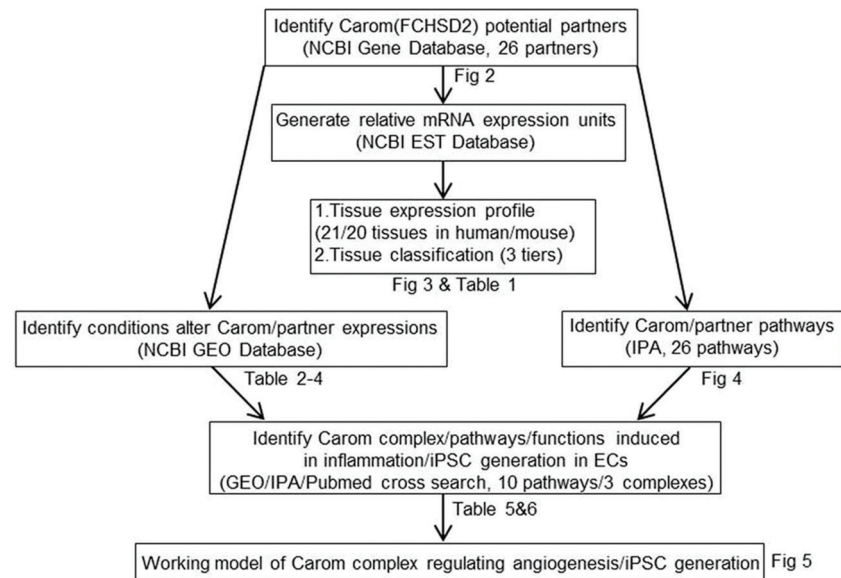 Identify Carom(FCHSD2) potential partners
(NCBI Gene Database, 26 partners)
Fig 2
Generate relative mRNA expression units
(NCBI EST Database)
1.Tissue expression profile
(21/20 tissues in human/mouse)
2.Tissue classification (3 tiers)
Fig 3 & Table 1
Identify conditions alter Carom/partner expressions
(NCBI GEO Database)
Table 2-4
Identify Carom/partner pathways
(IPA, 26 pathways)
Fig 4
Identify Carom complex/pathways/functions induced
in inflammation/iPSC generation in ECs
(GEO/IPA/Pubmed cross search, 10 pathways/3 complexes)
Table 5&6
Working model of Carom complex regulating angiogenesis/iPSC generation
Fig 5